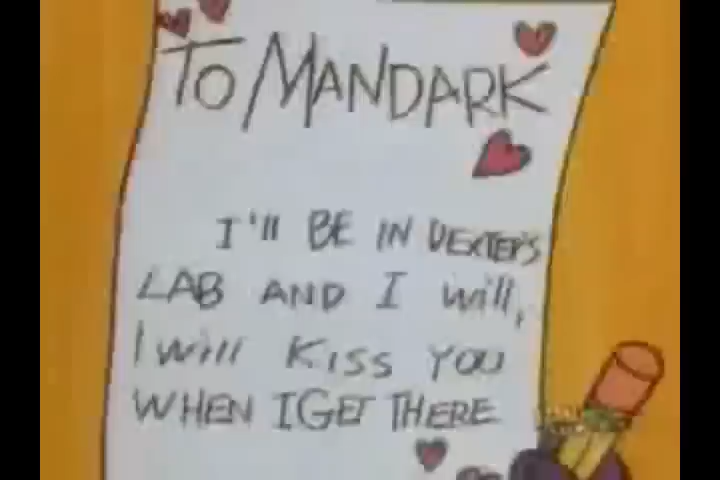 TO MANDARK
I'll BE IN DEXTER'S
LAB AND I will,
I will KISS YOU
WHEN I GET THERE